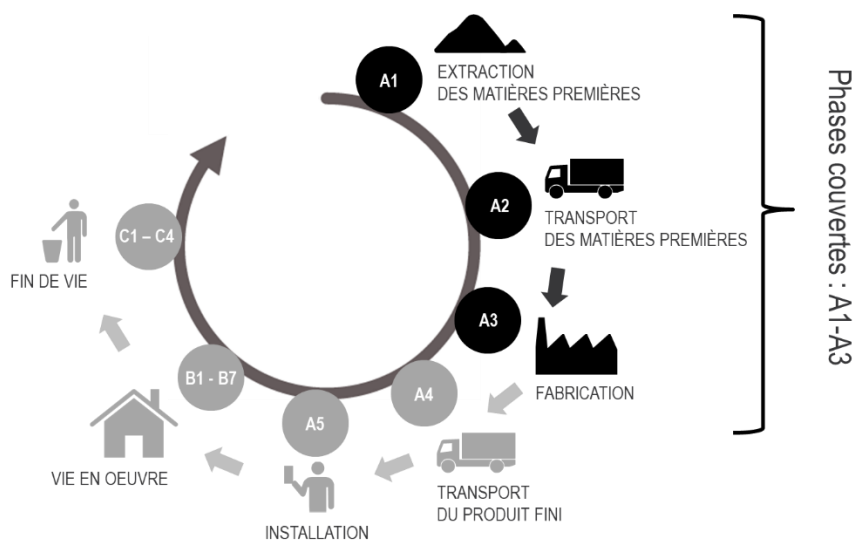 A1
EXTRACTION
DES MATIÈRES PREMIÈRES
A2
TRANSPORT
DES MATIÈRES PREMIÈRES
A3
FABRICATION
A4
TRANSPORT
DU PRODUIT FINI
A5
INSTALLATION
B1 - B7
VIE EN OEUVRE
C1 – C4
FIN DE VIE
Phases couvertes : A1-A3